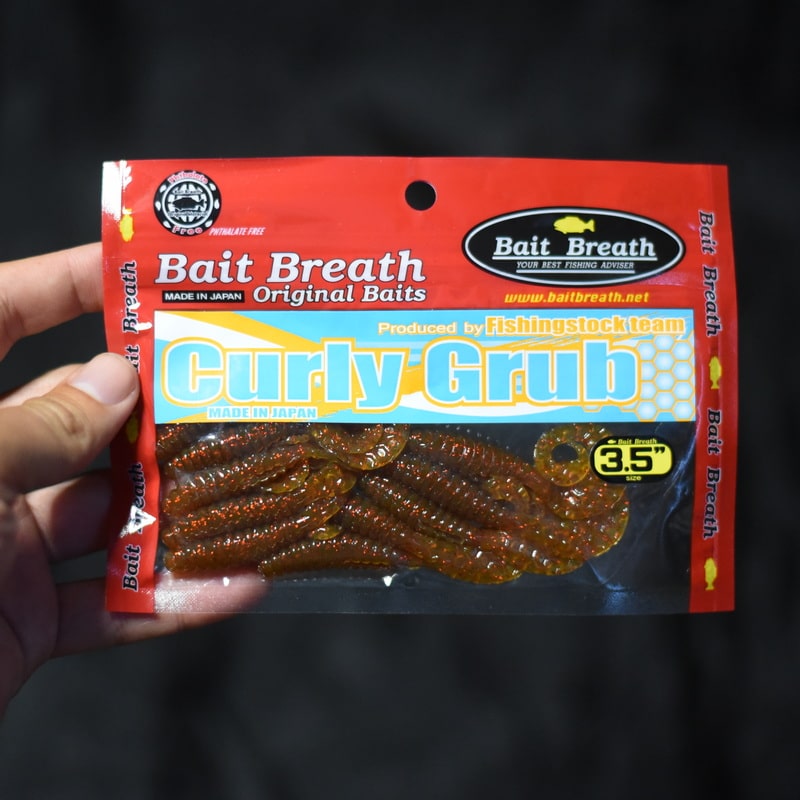 Phthalate
Free
PHTHALATE FREE
Bait Breath
MADE IN JAPAN
Original Baits
Bait Breath
YOUR BEST FISHING ADVISER
www.baitbreath.net
Produced by Fishingstock team
Curly Grub
MADE IN JAPAN
Bait Breath
3.5"
size
Bait Breath
Bait Breath
Bait Breath
Bait Breath